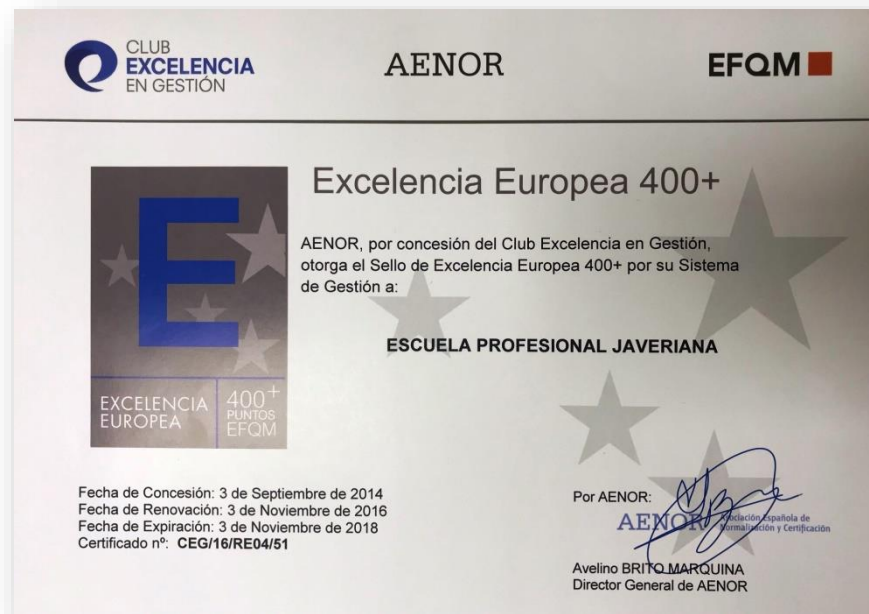 CLUB
EXCELENCIA
EN GESTIÓN
AENOR
EFQM
Excelencia Europea 400+
AENOR, por concesión del Club Excelencia en Gestión,
otorga el Sello de Excelencia Europea 400+ por su Sistema
de Gestión a:
ESCUELA PROFESIONAL JAVERIANA
E
EXCELENCIA
EUROPEA
400+
PUNTOS
EFQM
Fecha de Concesión: 3 de Septiembre de 2014
Fecha de Renovación: 3 de Noviembre de 2016
Fecha de Expiración: 3 de Noviembre de 2018
Certificado nº: CEG/16/RE04/51
Por AENOR:
AENOR Asociación Española de
Normalización y Certificación
Avelino BRITO MARQUINA
Director General de AENOR